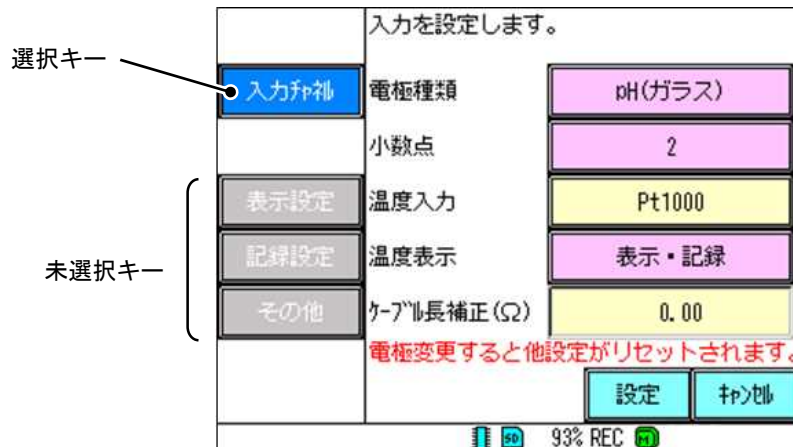 入力を設定します。
選択キー
入力ﾁｬﾈﾙ 電極種類 pH(ガラス)
小数点 2
表示設定 温度入力 Pt1000
未選択キー
記録設定 温度表示 表示・記録
その他 ｹｰﾌﾞﾙ長補正(Ω) 0.00
電極変更すると他設定がリセットされます。
設定 ｷｬﾝｾﾙ
SD 93% REC M